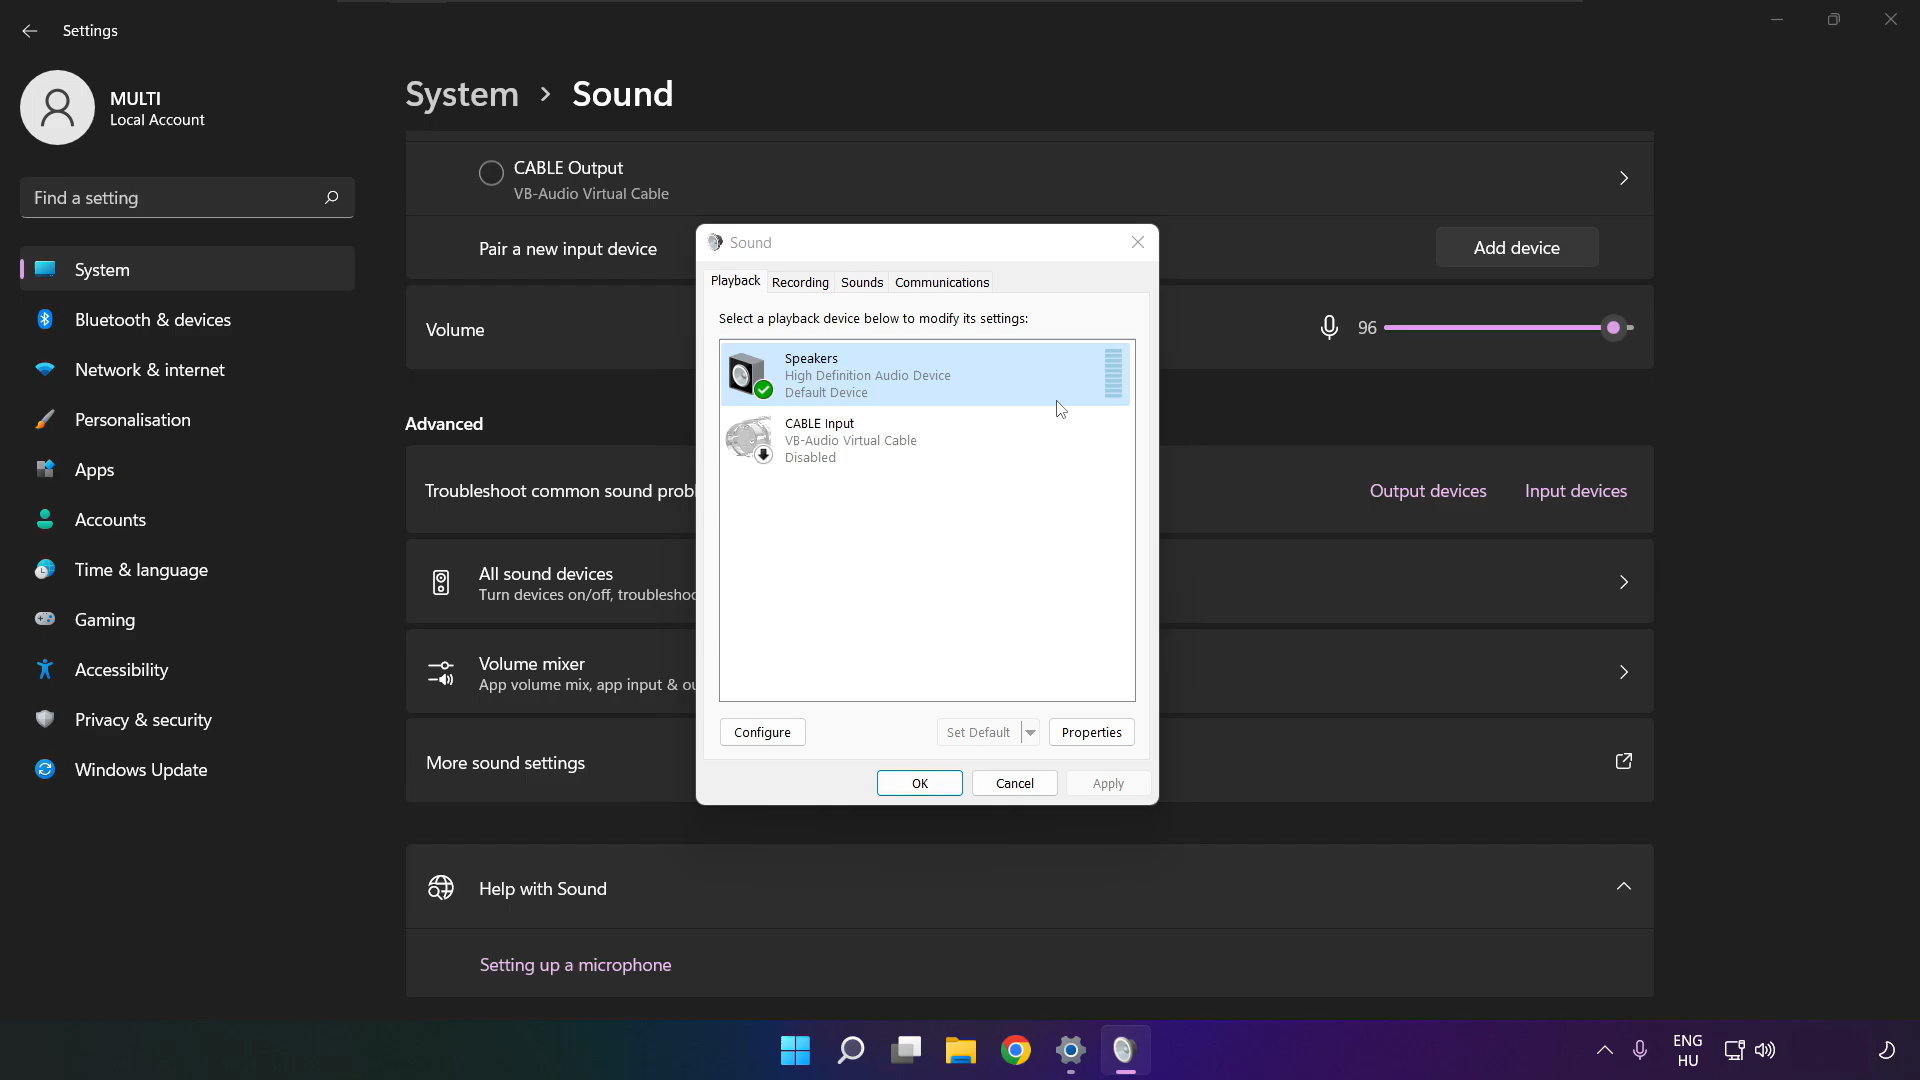 Settings
MULTI
Local Account
Find a setting
System
Bluetooth & devices
Network & internet
Personalisation
Apps
Accounts
Time & language
Gaming
Accessibility
Privacy & security
Windows Update
System > Sound
CABLE Output
VB-Audio Virtual Cable
Pair a new input device
Add device
Volume
96
Advanced
Troubleshoot common sound probl
Output devices
Input devices
All sound devices
Turn devices on/off, troubleshoo
Volume mixer
App volume mix, app input & ou
More sound settings
Help with Sound
Setting up a microphone
Sound
Playback
Recording
Sounds
Communications
Select a playback device below to modify its settings:
Speakers
High Definition Audio Device
Default Device
CABLE Input
VB-Audio Virtual Cable
Disabled
Configure
Set Default
Properties
OK
Cancel
Apply
ENG
HU